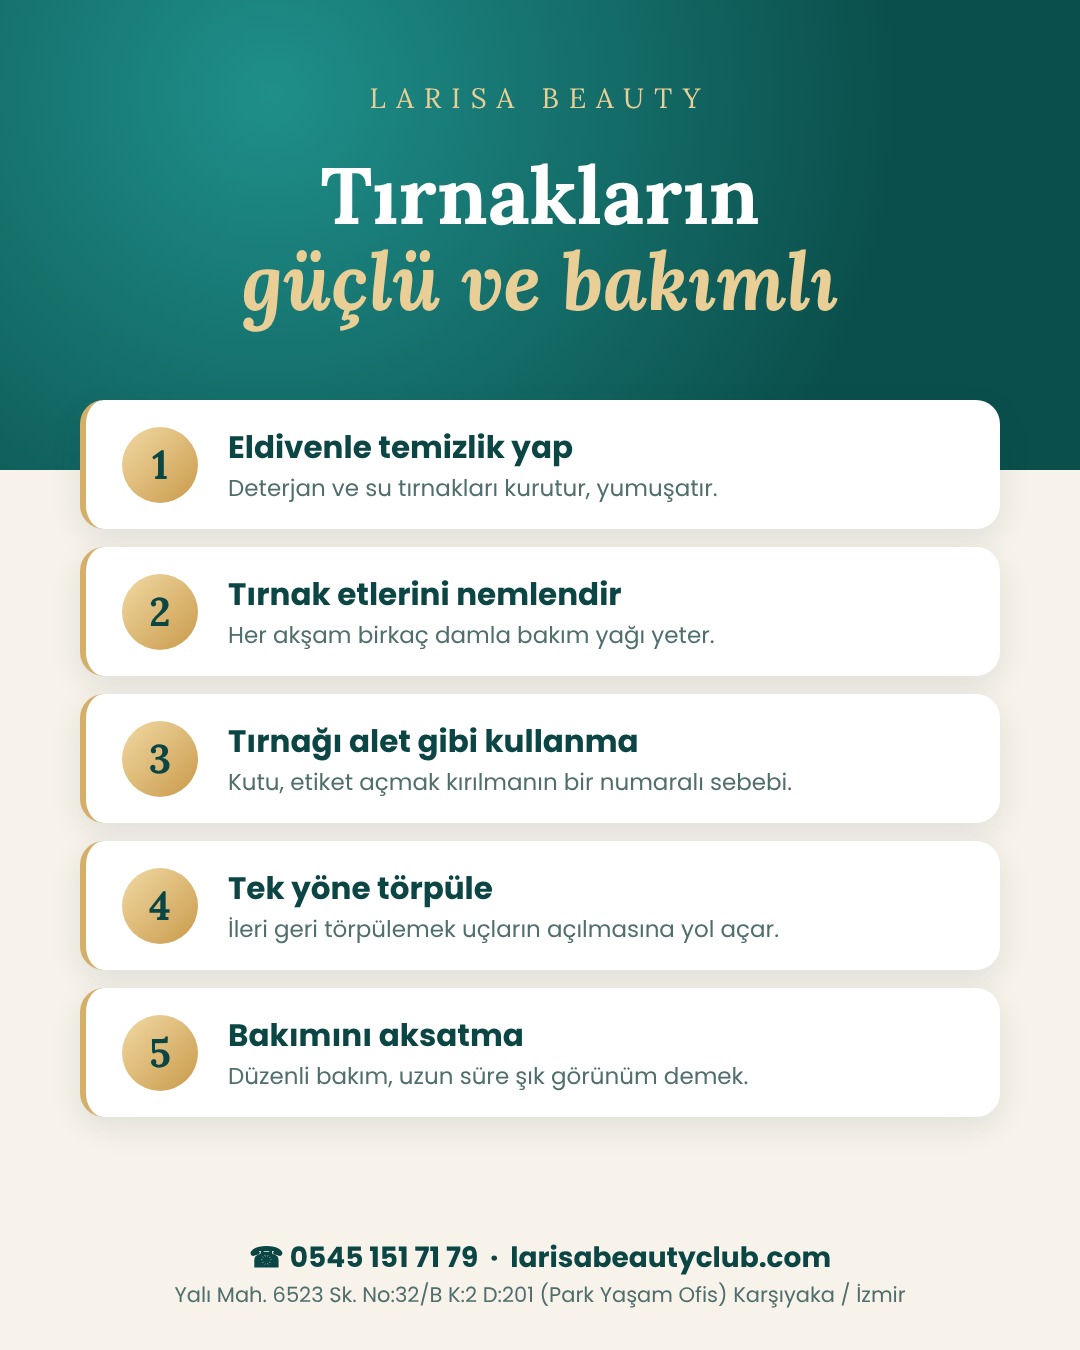 LARISA BEAUTY
Tırnakların
güçlü ve bakımlı
1
Eldivenle temizlik yap
Deterjan ve su tırnakları kurutur, yumuşatır.
2
Tırnak etlerini nemlendir
Her akşam birkaç damla bakım yağı yeter.
3
Tırnağı alet gibi kullanma
Kutu, etiket açmak kırılmanın bir numaralı sebebi.
4
Tek yöne törpüle
İleri geri törpülemek uçların açılmasına yol açar.
5
Bakımını aksatma
Düzenli bakım, uzun süre şık görünüm demek.
☎ 0545 151 71 79 · larisabeautyclub.com
Yalı Mah. 6523 Sk. No:32/B K:2 D:201 (Park Yaşam Ofis) Karşıyaka / İzmir